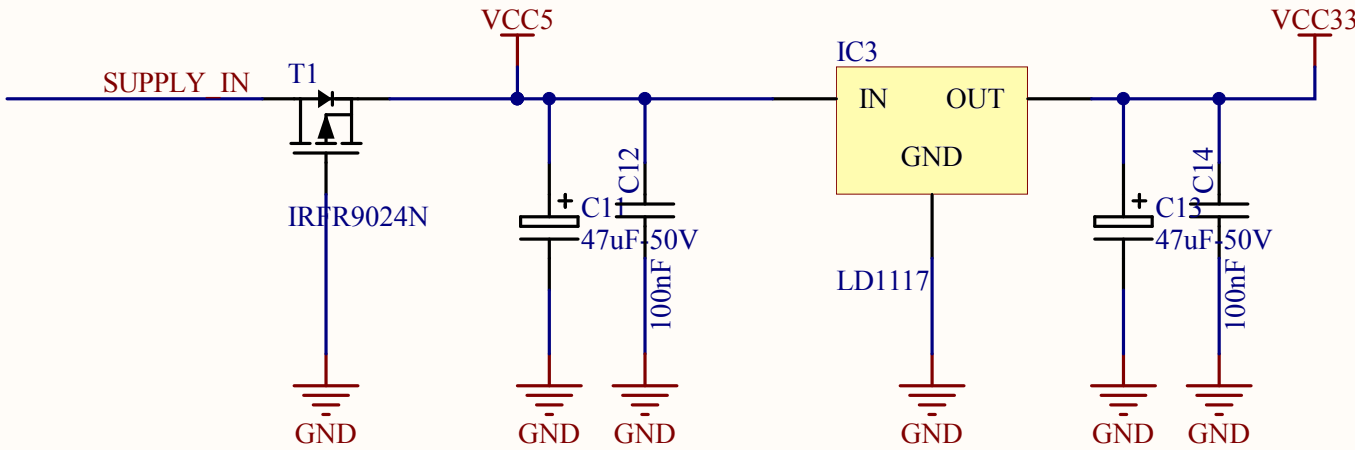 VCC5
VCC33
SUPPLY_IN
T1
IC3
IN
OUT
GND
IRFR9024N
C11
47uF-50V
C12
100nF
LD1117
C13
47uF-50V
C14
100nF
+
+
GND
GND
GND
GND
GND
GND